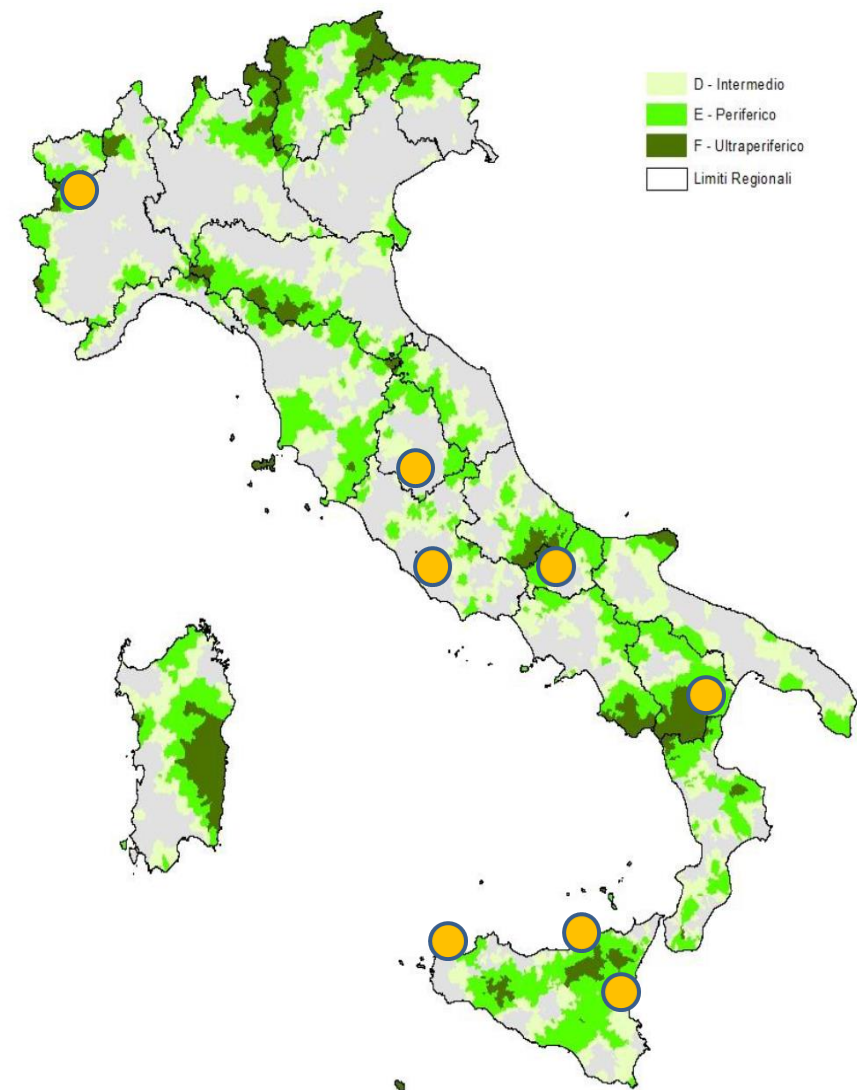 D - Intermedio
E - Periferico
F - Ultraperiferico
Limiti Regionali